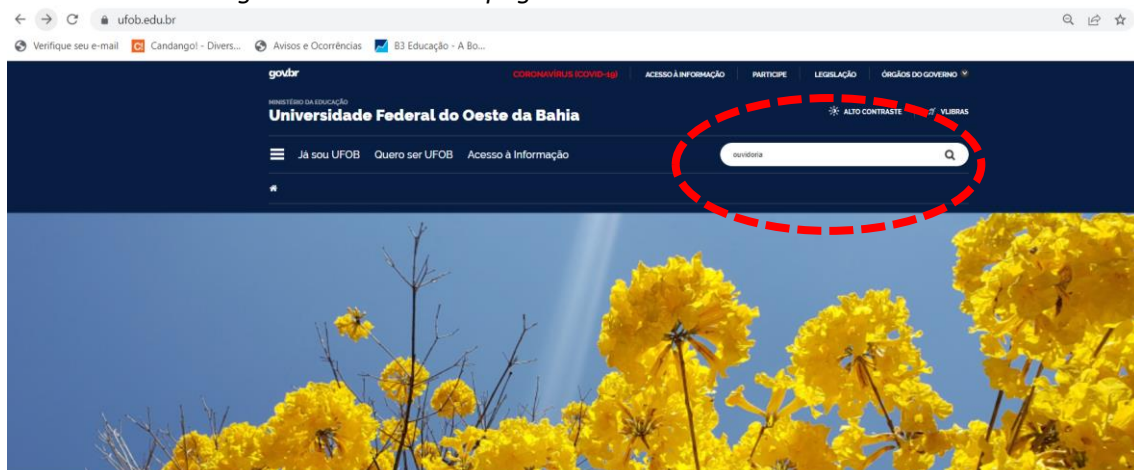 ufob.edu.br
Verifique seu e-mail Candango! - Divers... Avisos e Ocorrências B3 Educação - A Bo...
govbr CORONAVÍRUS (COVID-19) ACESSO À INFORMAÇÃO PARTICIPE LEGISLAÇÃO ÓRGÃOS DO GOVERNO
MINISTÉRIO DA EDUCAÇÃO
Universidade Federal do Oeste da Bahia
ALTO CONTRASTE VLIBRAS
Já sou UFOB Quero ser UFOB Acesso à Informação
ouvidoria